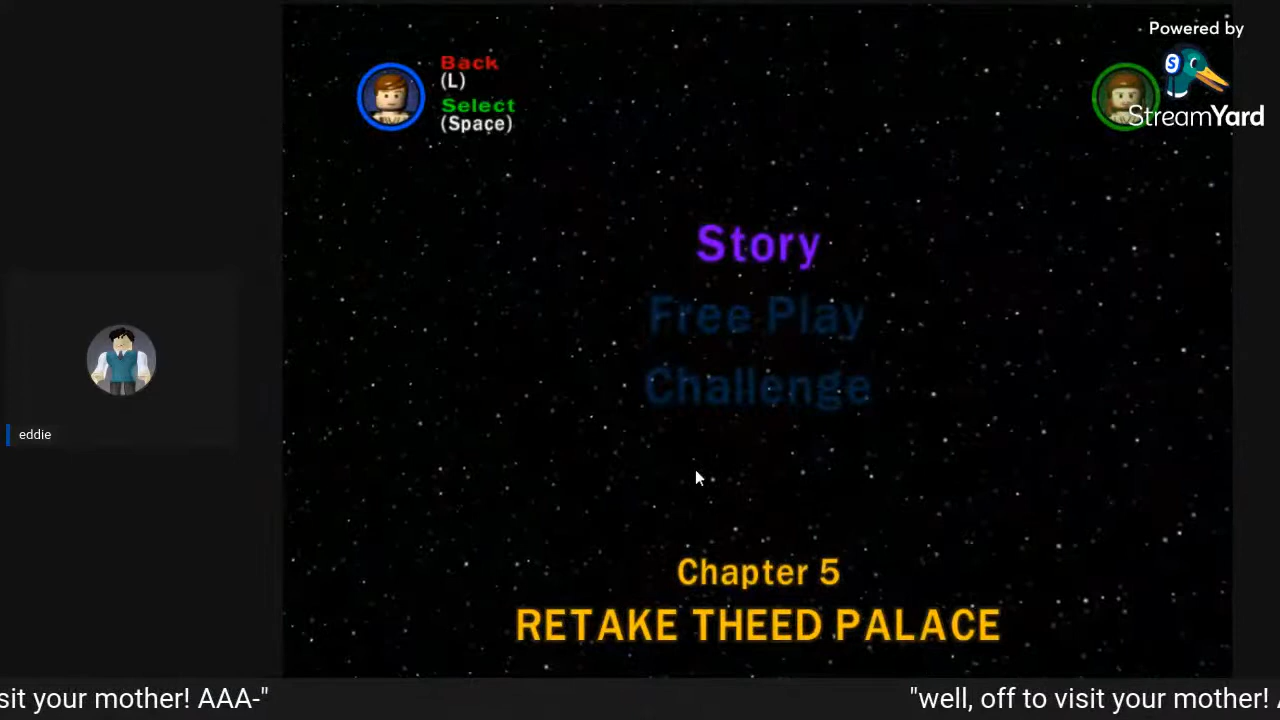 Powered by
StreamYard
Back
(L)
Select
(Space)
Story
Free Play
Challenge
eddie
Chapter 5
RETAKE THEED PALACE
sit your mother! AAA-"
"well, off to visit your mother!